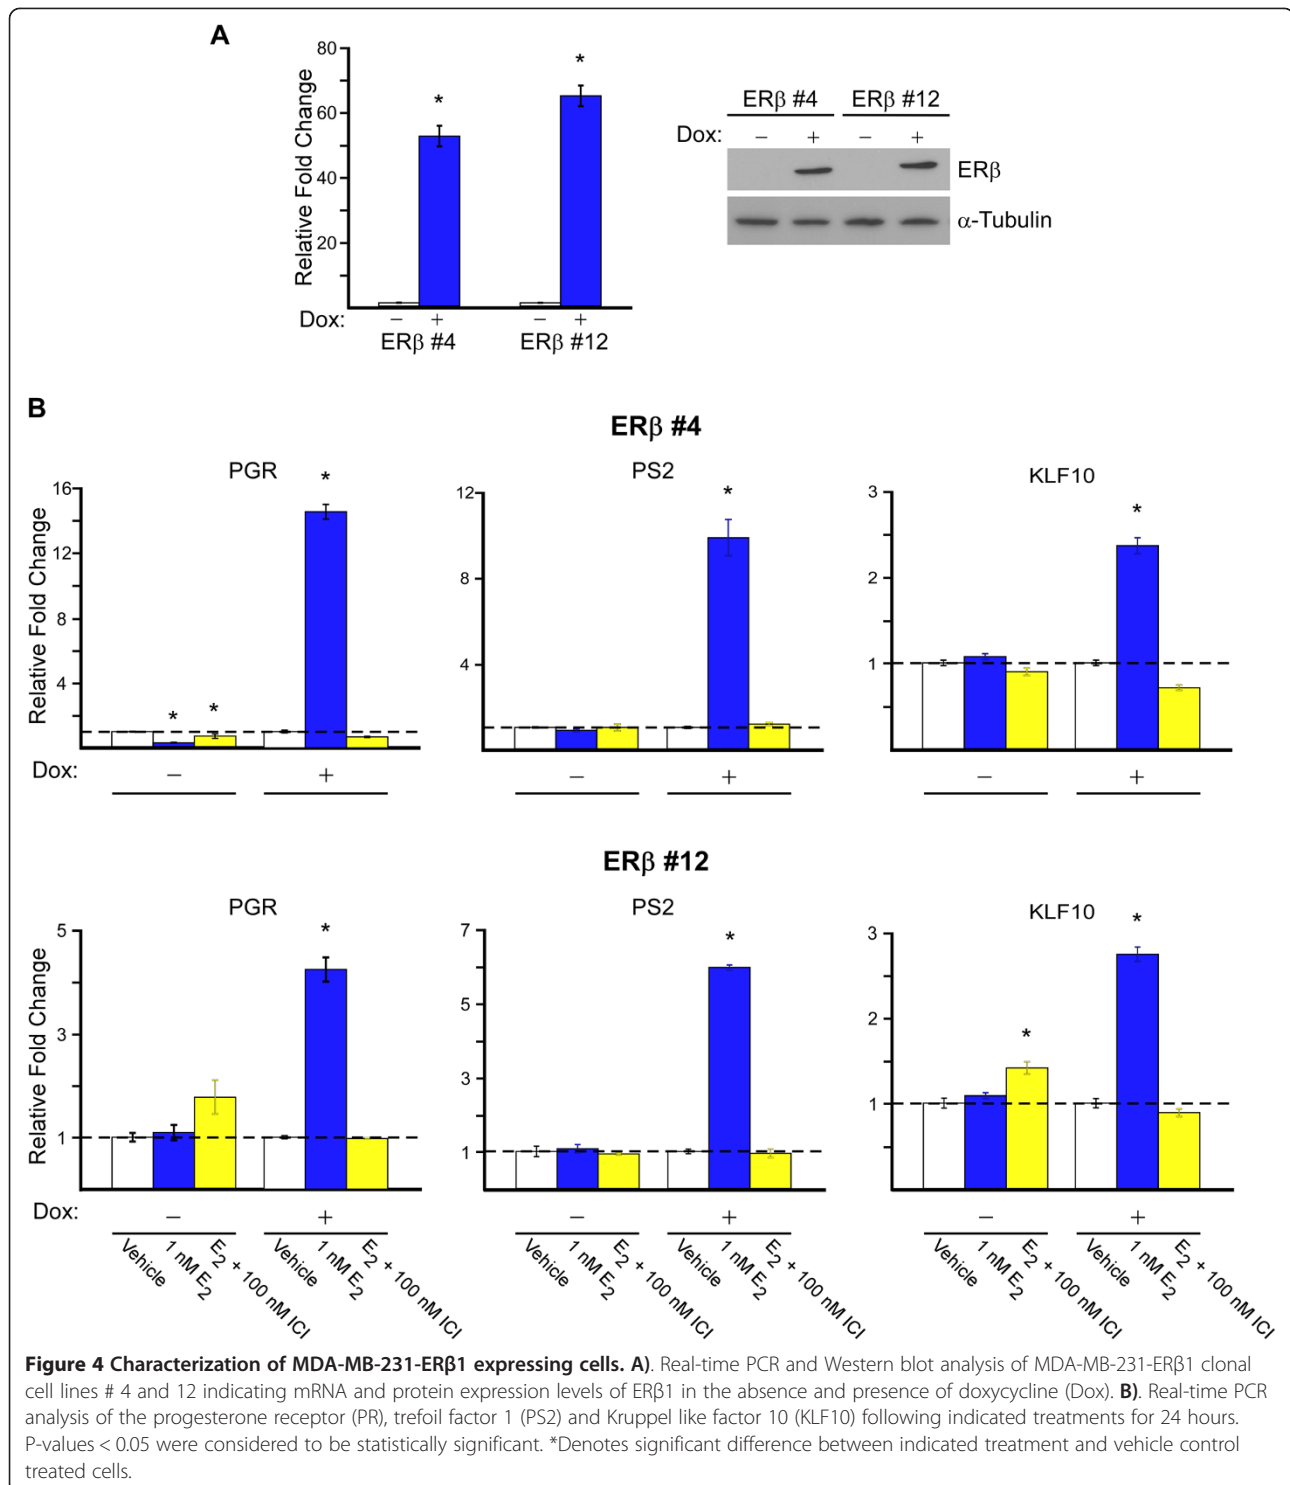 A
Relative Fold Change
80
60
40
20
*
*
Dox: – + – +
ERβ #4 ERβ #12
ERβ #4 ERβ #12
Dox: – + – +
ERβ
α-Tubulin
B
ERβ #4
PGR
Relative Fold Change
16
12
8
4
* * *
Dox: – +
PS2
12
8
4
*
– +
KLF10
3
2
1
*
– +
ERβ #12
PGR
Relative Fold Change
5
3
1
*
Dox: – +
Vehicle
1 nM E2
E2 + 100 nM ICI
Vehicle
1 nM E2
E2 + 100 nM ICI
PS2
7
5
3
1
*
– +
Vehicle
1 nM E2
E2 + 100 nM ICI
Vehicle
1 nM E2
E2 + 100 nM ICI
KLF10
3
2
1
* *
– +
Vehicle
1 nM E2
E2 + 100 nM ICI
Vehicle
1 nM E2
E2 + 100 nM ICI
Figure 4 Characterization of MDA-MB-231-ERβ1 expressing cells. A). Real-time PCR and Western blot analysis of MDA-MB-231-ERβ1 clonal
cell lines # 4 and 12 indicating mRNA and protein expression levels of ERβ1 in the absence and presence of doxycycline (Dox). B). Real-time PCR
analysis of the progesterone receptor (PR), trefoil factor 1 (PS2) and Kruppel like factor 10 (KLF10) following indicated treatments for 24 hours.
P-values < 0.05 were considered to be statistically significant. *Denotes significant difference between indicated treatment and vehicle control
treated cells.